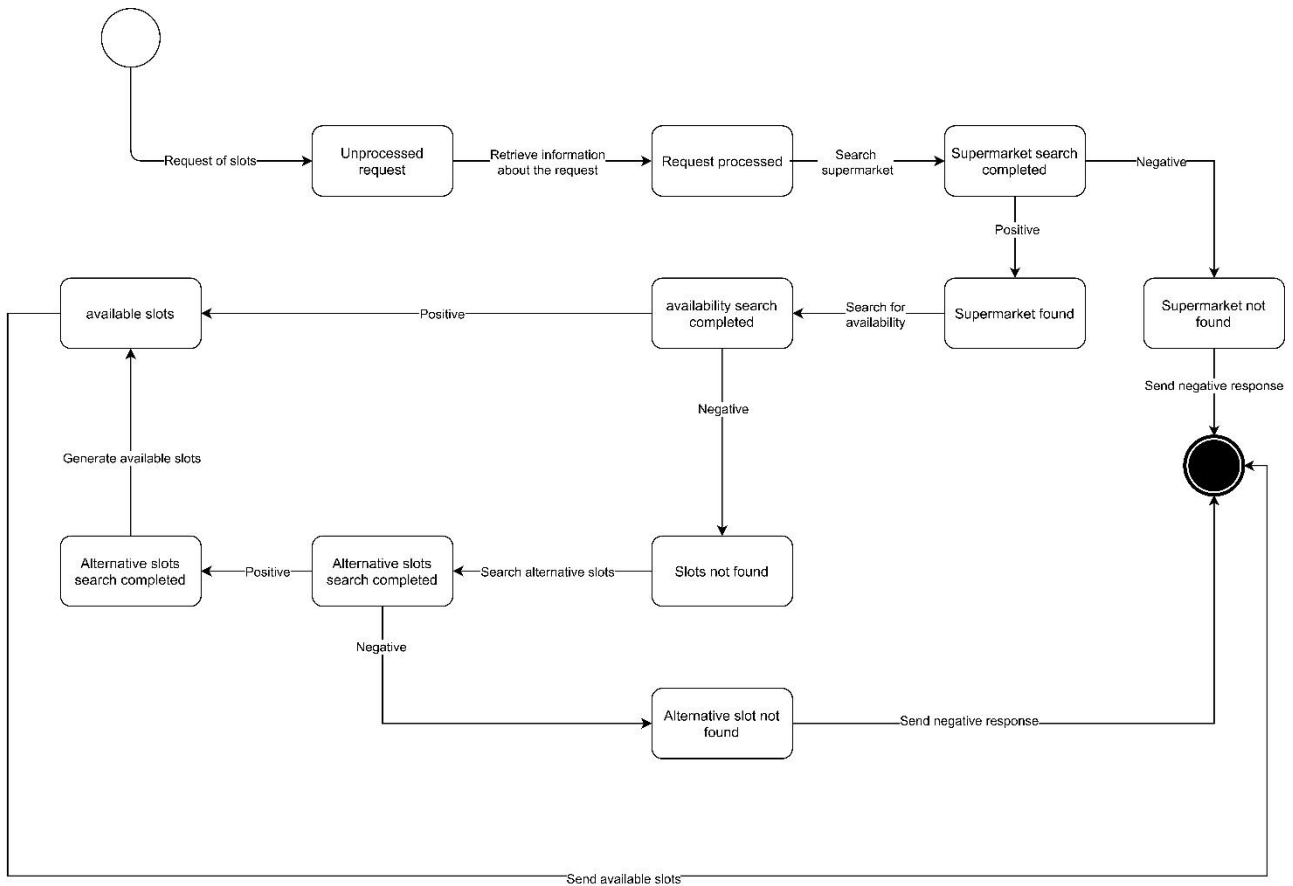 Request of slots
Unprocessed
request
Retrieve information
about the request
Request processed
Search
supermarket
Supermarket search
completed
Negative
Positive
available slots
Positive
availability search
completed
Search for
availability
Supermarket found
Supermarket not
found
Send negative response
Negative
Generate available slots
Alternative slots
search completed
Positive
Alternative slots
search completed
Search alternative slots
Slots not found
Negative
Alternative slot not
found
Send negative response
Send available slots